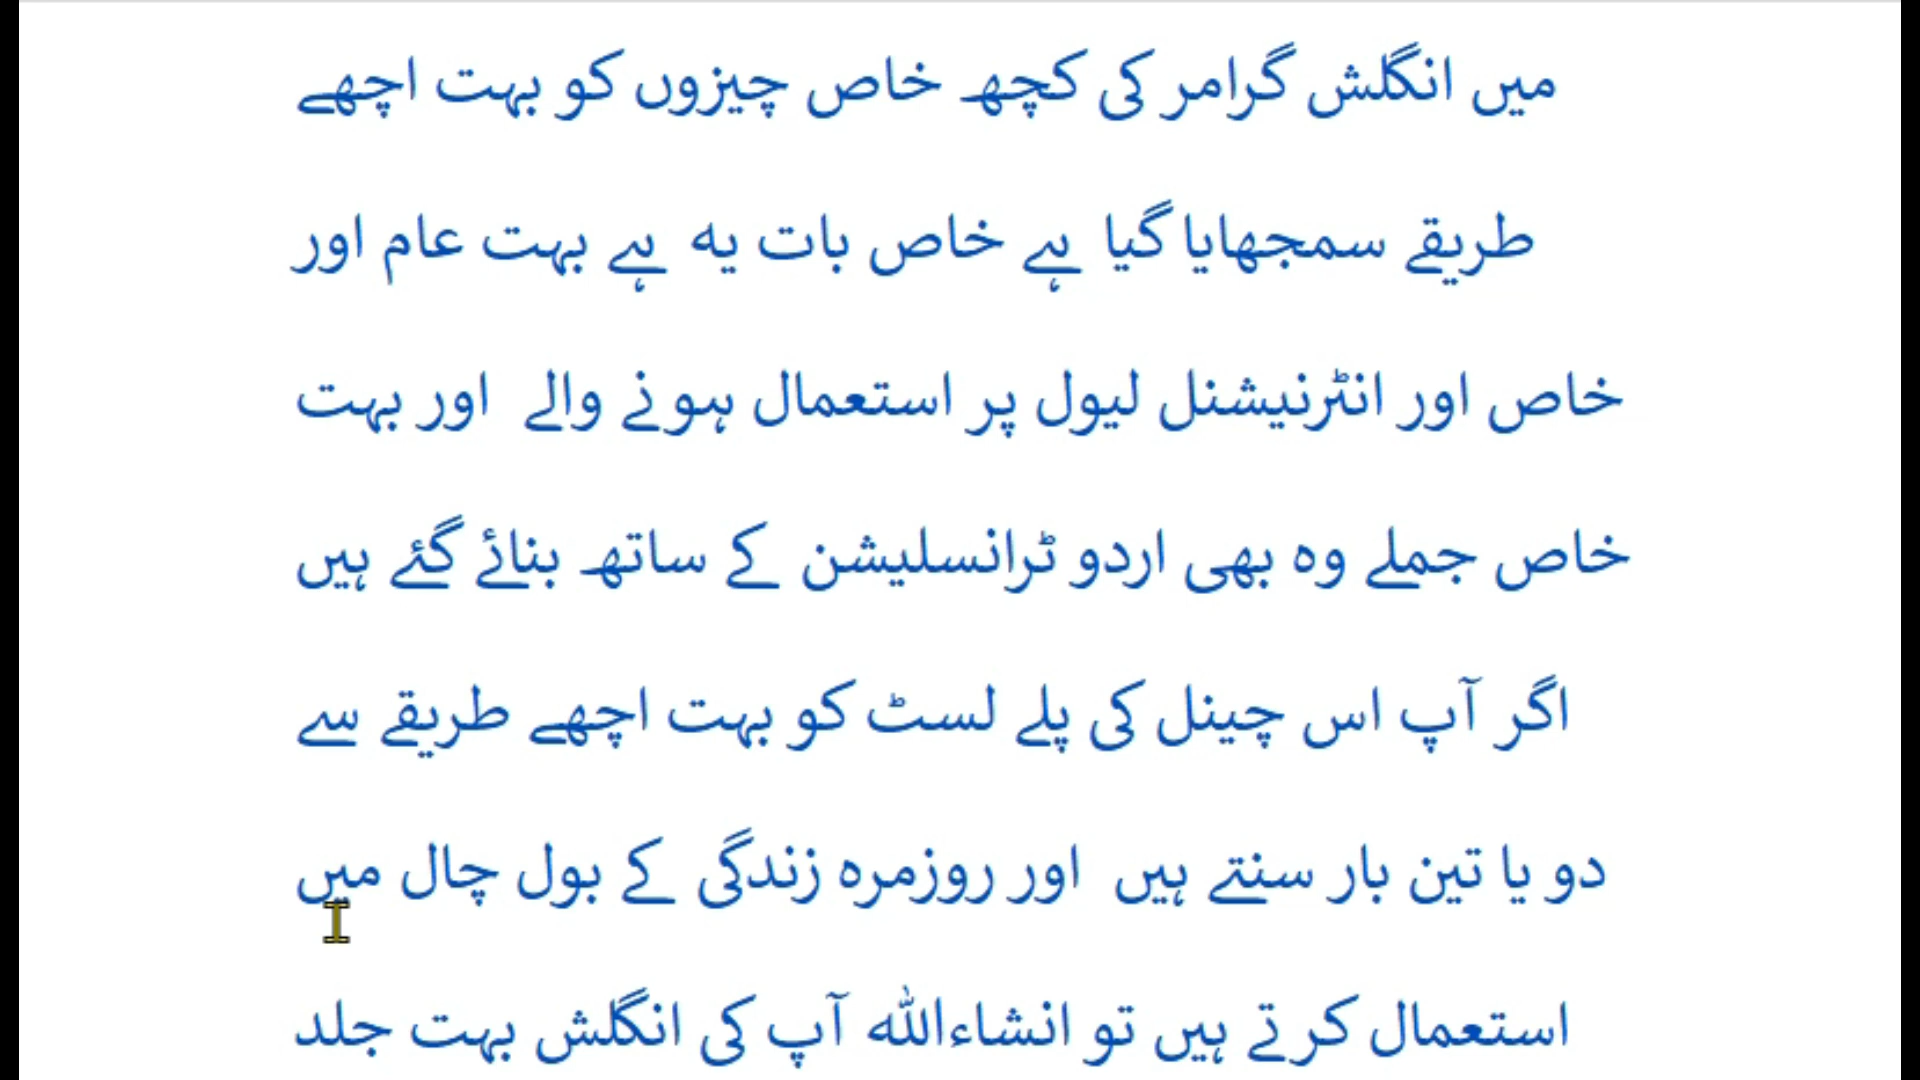 میں انگلش گرامر کی کچھ خاص چیزوں کو بہت اچھے
طریقے سمجھایا گیا ہے خاص بات یہ ہے بہت عام اور
خاص اور انٹرنیشنل لیول پر استعمال ہونے والے اور بہت
خاص جملے وہ بھی اردو ٹرانسلیشن کے ساتھ بنائے گئے ہیں
اگر آپ اس چینل کی پلے لسٹ کو بہت اچھے طریقے سے
دو یا تین بار سنتے ہیں اور روزمرہ زندگی کے بول چال میں
استعمال کرتے ہیں تو انشاءاللہ آپ کی انگلش بہت جلد